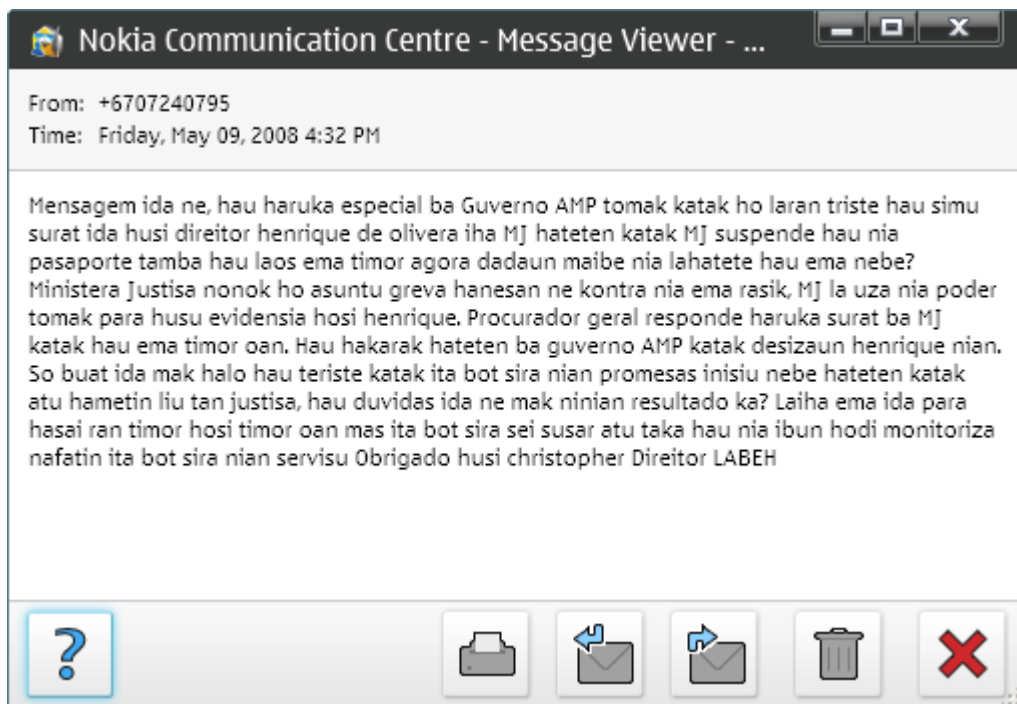 Nokia Communication Centre - Message Viewer - ...
From: +6707240795
Time: Friday, May 09, 2008 4:32 PM
Mensagem ida ne, hau haruka especial ba Guverno AMP tomak katak ho laran triste hau simu
surat ida husi direitor henrique de olivera iha MJ hateten katak MJ suspende hau nia
pasaporte tamba hau laos ema timor agora dadaun maibe nia lahatete hau ema nebe?
Ministera Justisa nonok ho asuntu greva hanesan ne kontra nia ema rasik, MJ la uza nia poder
tomak para husu evidensia hosi henrique. Procurador geral responde haruka surat ba MJ
katak hau ema timor oan. Hau hakarak hateten ba guverno AMP katak desizaun henrique nian.
So buat ida mak halo hau teriste katak ita bot sira nian promesas inisiu nebe hateten katak
atu hametin liu tan justisa, hau duvidas ida ne mak ninian resultado ka? Laiha ema ida para
hasai ran timor hosi timor oan mas ita bot sira sei susar atu taka hau nia ibun hodi monitoriza
nafatin ita bot sira nian servisu Obrigado husi christopher Direitor LABEH